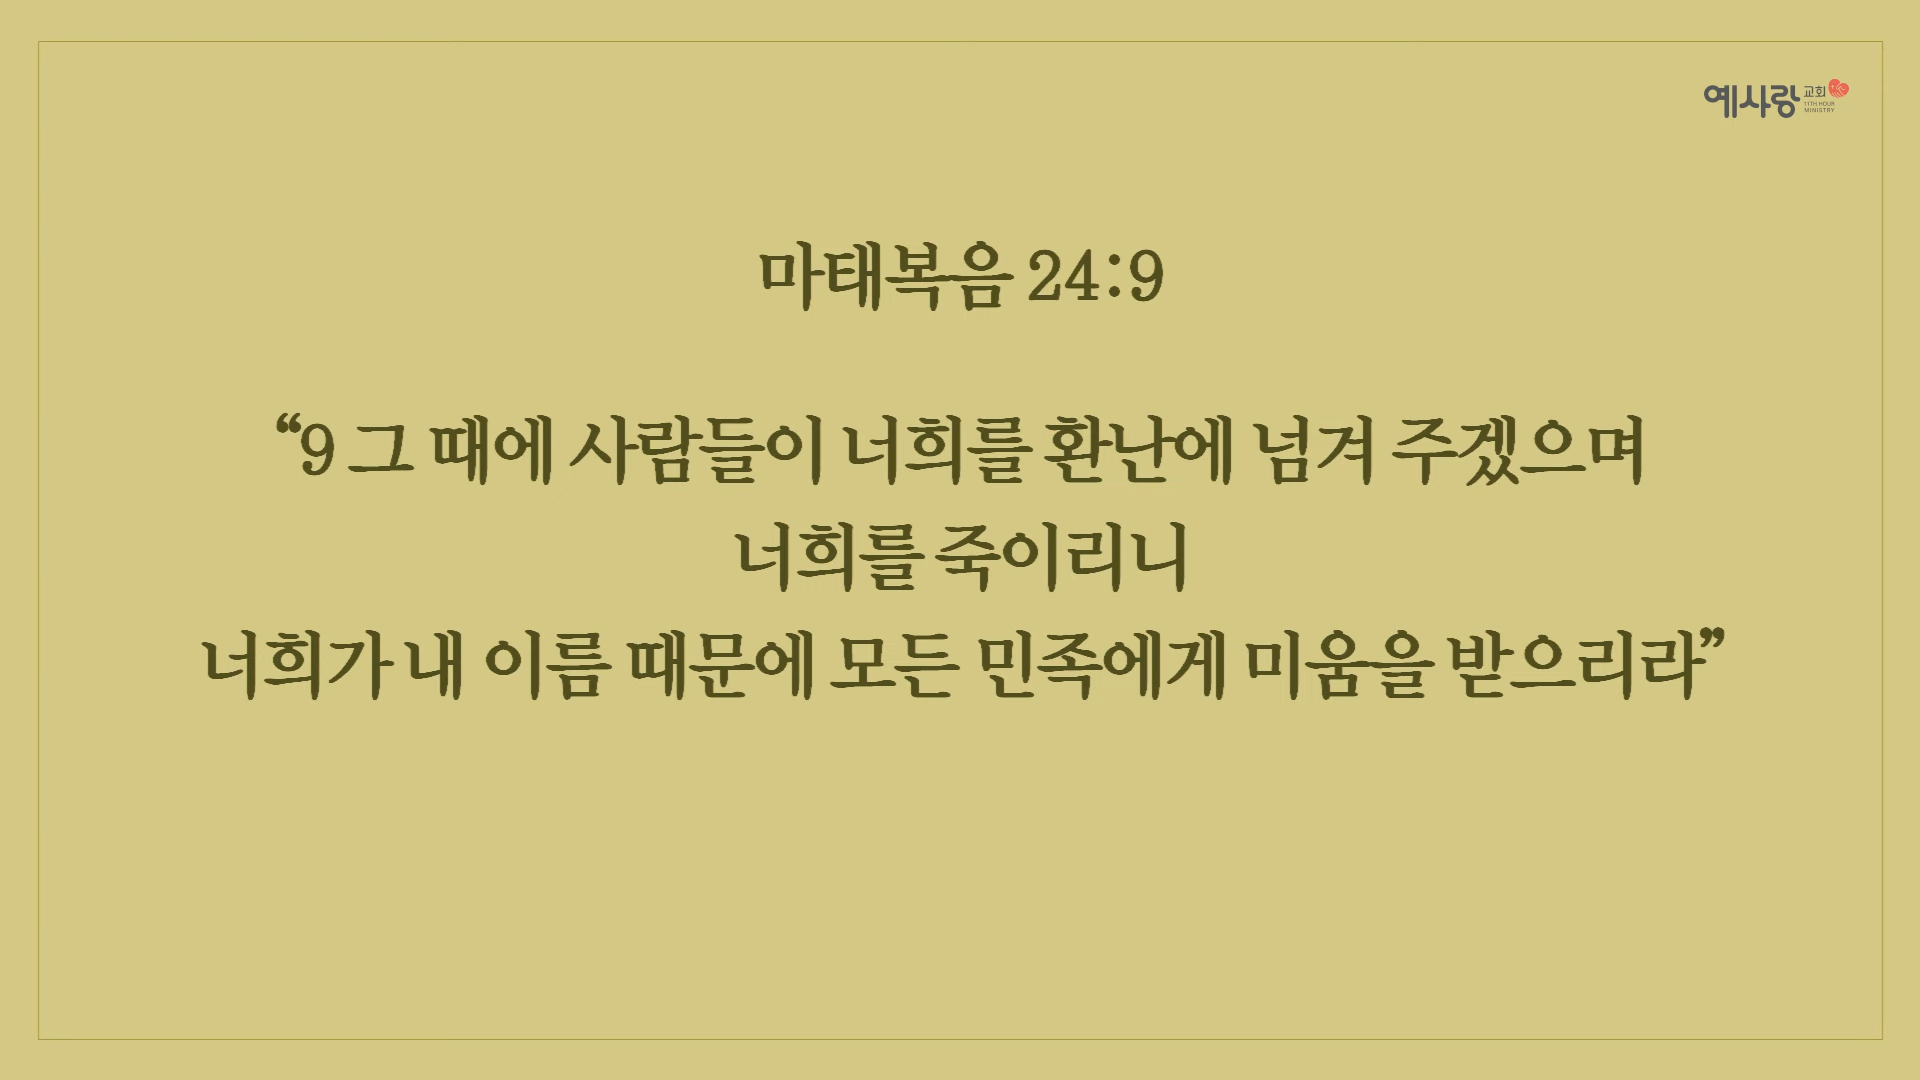 예사랑 교회
11TH HOUR
MINISTRY
마태복음 24:9
“9 그 때에 사람들이 너희를 환난에 넘겨 주겠으며
너희를 죽이리니
너희가 내 이름 때문에 모든 민족에게 미움을 받으리라”